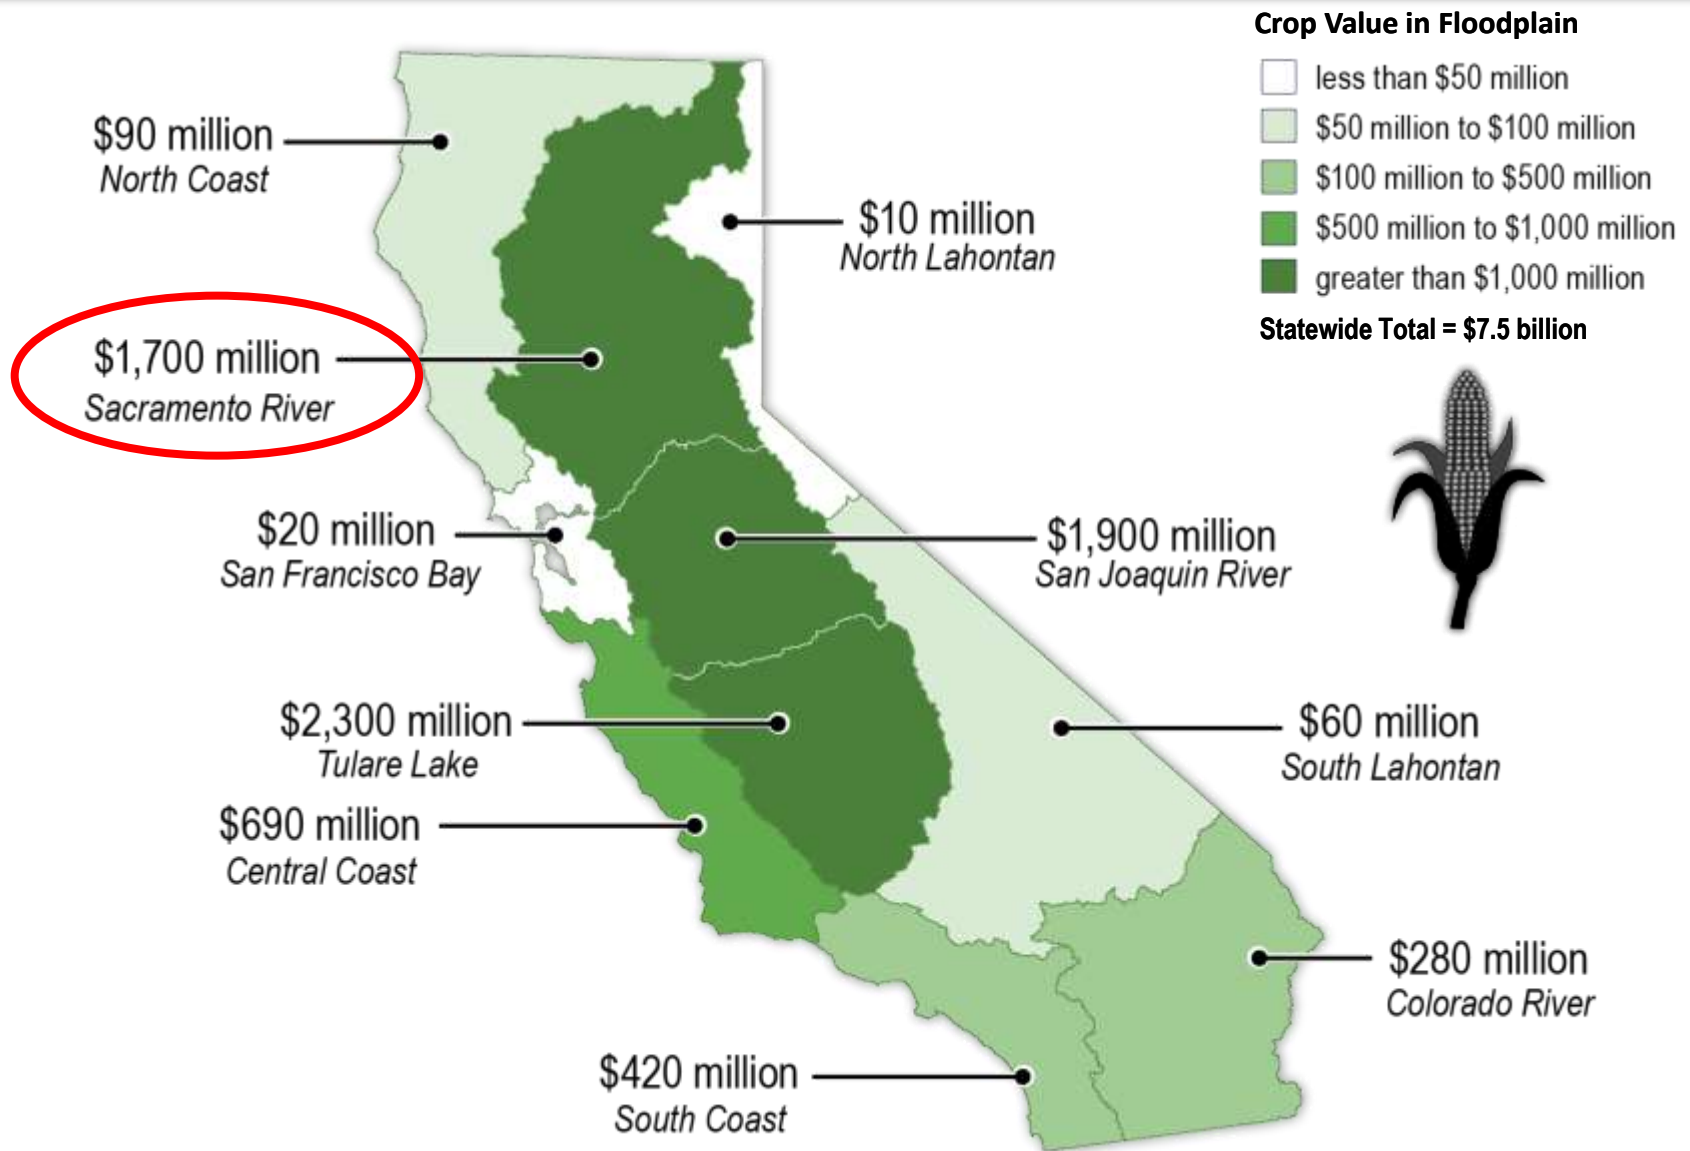 Crop Value in Floodplain
less than $50 million
$50 million to $100 million
$100 million to $500 million
$500 million to $1,000 million
greater than $1,000 million
Statewide Total = $7.5 billion
$90 million
North Coast
$10 million
North Lahontan
$1,700 million
Sacramento River
$20 million
San Francisco Bay
$1,900 million
San Joaquin River
$2,300 million
Tulare Lake
$60 million
South Lahontan
$690 million
Central Coast
$280 million
Colorado River
$420 million
South Coast